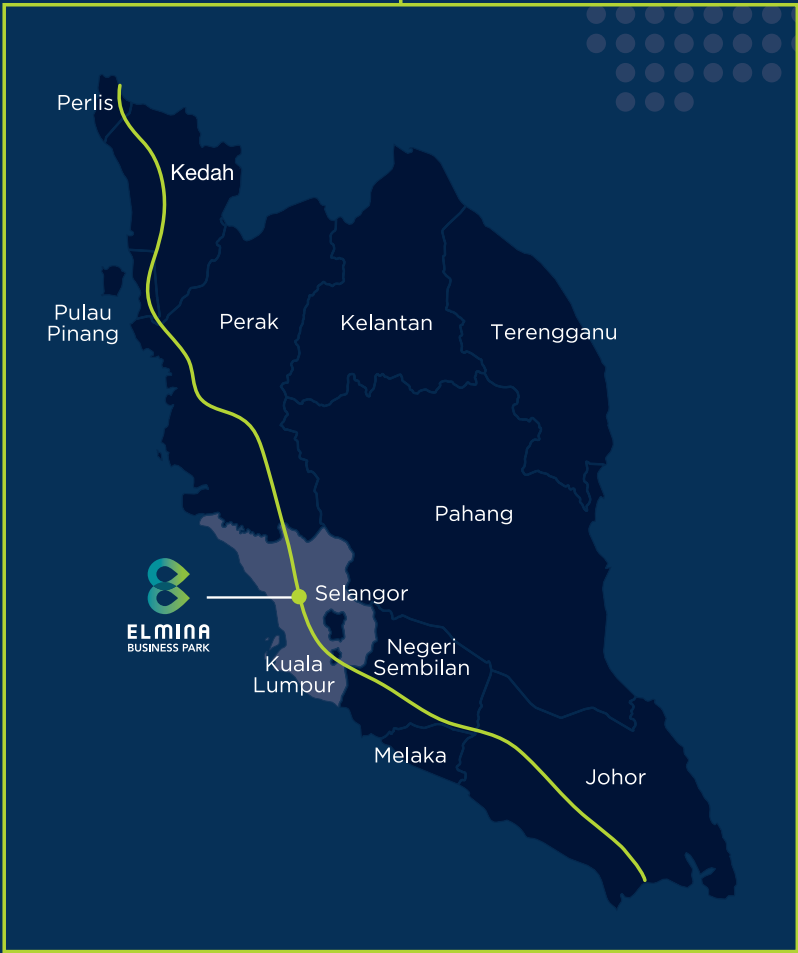 Perlis
Kedah
Pulau
Pinang
Perak
Kelantan
Terengganu
Pahang
Selangor
ELMINA
BUSINESS PARK
Negeri
Sembilan
Kuala
Lumpur
Melaka
Johor